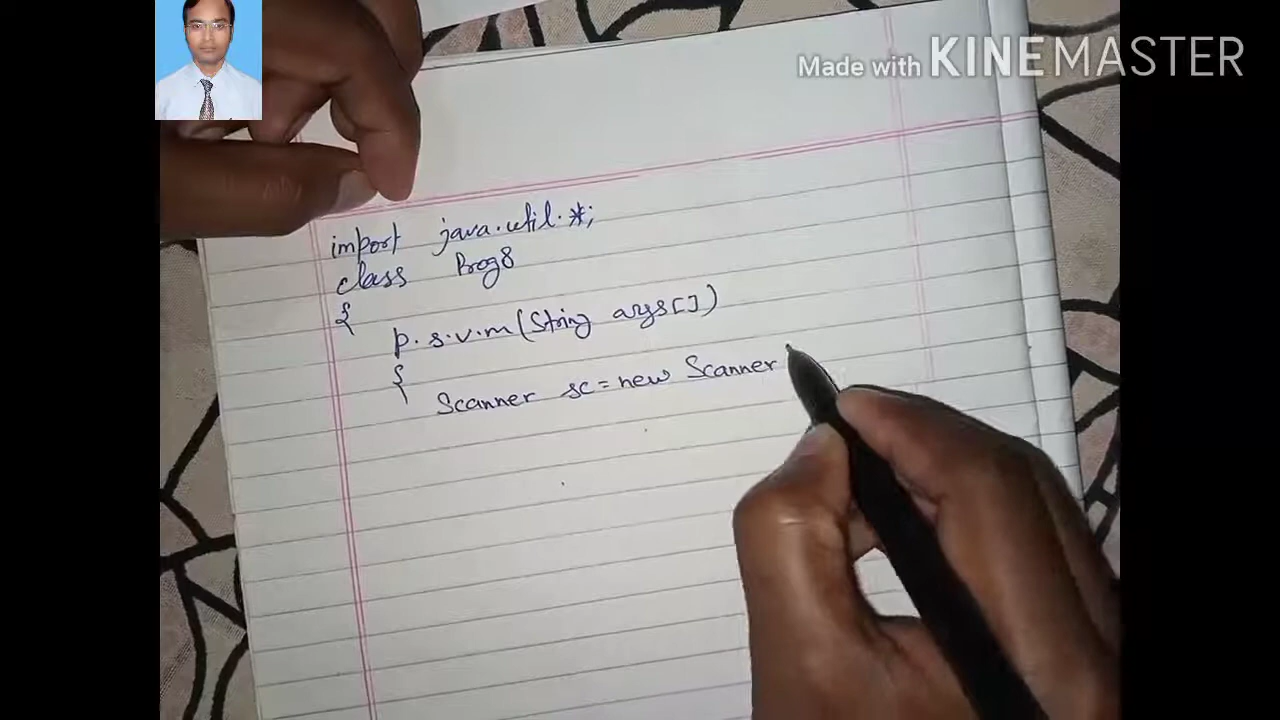 Made with KINEMASTER
import java.util.*;
class Prog8
{
p.s.v.m(String args[])
{
Scanner sc=new Scanner